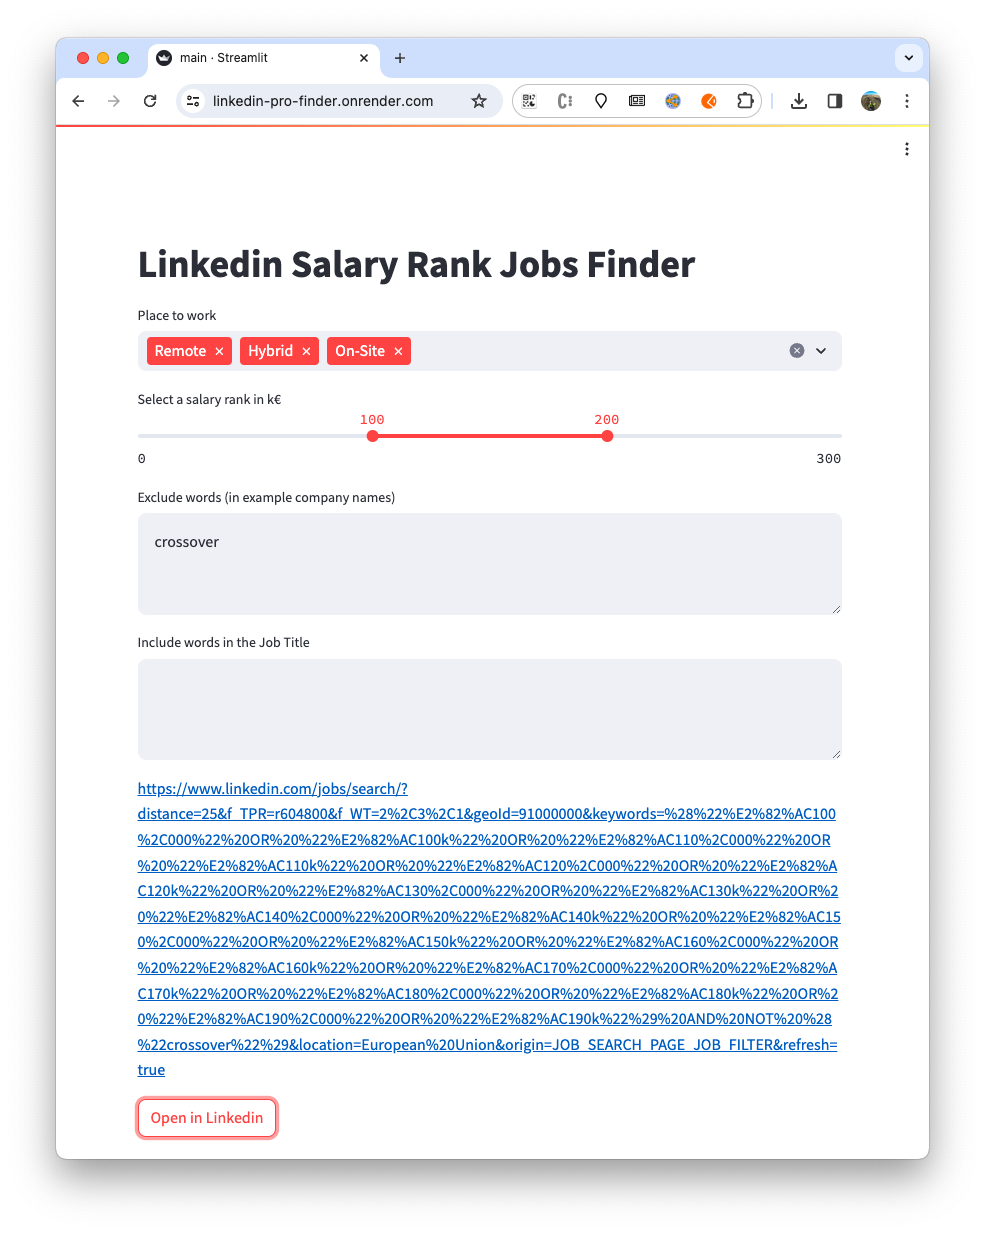 main · Streamlit
linkedin-pro-finder.onrender.com
Linkedin Salary Rank Jobs Finder
Place to work
Remote Hybrid On-Site
Select a salary rank in k€
100 200
0 300
Exclude words (in example company names)
crossover
Include words in the Job Title
https://www.linkedin.com/jobs/search/?
distance=25&f_TPR=r604800&f_WT=2%2C3%2C1&geoId=91000000&keywords=%28%22%E2%82%AC100
%2C000%22%20OR%20%22%E2%82%AC100k%22%20OR%20%22%E2%82%AC110%2C000%22%20OR
%20%22%E2%82%AC110k%22%20OR%20%22%E2%82%AC120%2C000%22%20OR%20%22%E2%82%A
C120k%22%20OR%20%22%E2%82%AC130%2C000%22%20OR%20%22%E2%82%AC130k%22%20OR%2
0%22%E2%82%AC140%2C000%22%20OR%20%22%E2%82%AC140k%22%20OR%20%22%E2%82%AC15
0%2C000%22%20OR%20%22%E2%82%AC150k%22%20OR%20%22%E2%82%AC160%2C000%22%20OR
%20%22%E2%82%AC160k%22%20OR%20%22%E2%82%AC170%2C000%22%20OR%20%22%E2%82%A
C170k%22%20OR%20%22%E2%82%AC180%2C000%22%20OR%20%22%E2%82%AC180k%22%20OR%2
0%22%E2%82%AC190%2C000%22%20OR%20%22%E2%82%AC190k%22%29%20AND%20NOT%20%28
%22crossover%22%29&location=European%20Union&origin=JOB_SEARCH_PAGE_JOB_FILTER&refresh=
true
Open in Linkedin